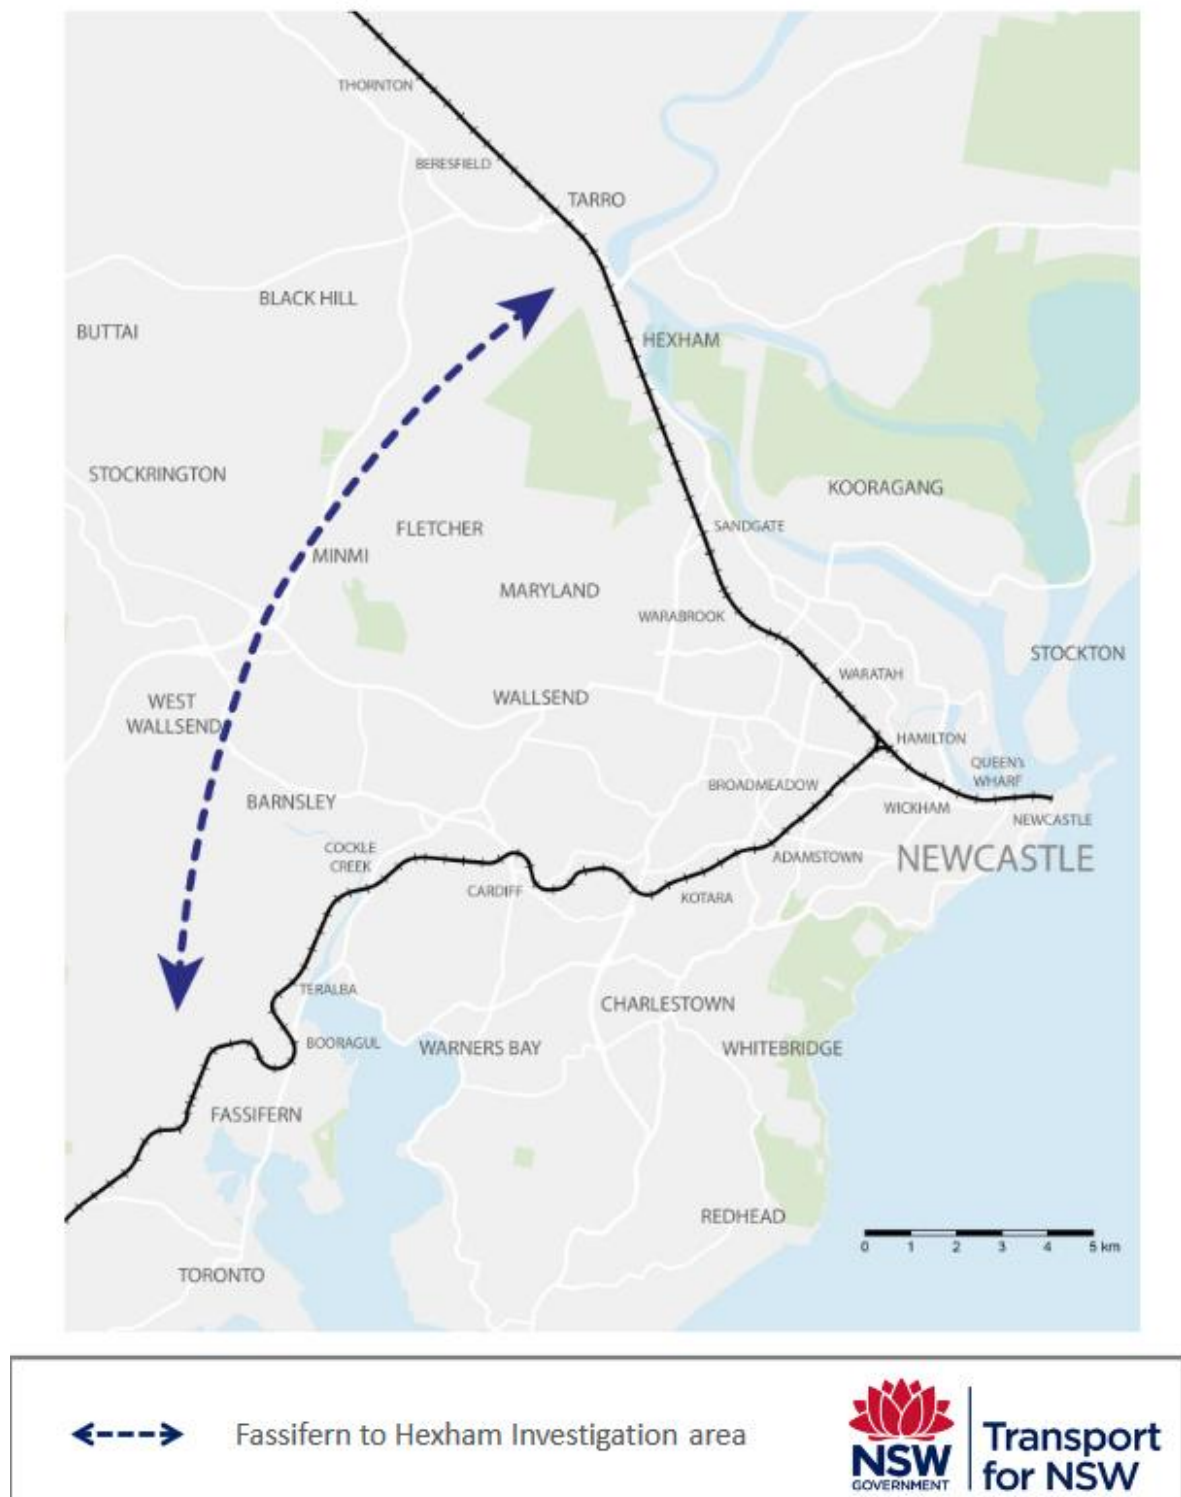 THORNTON
BERESFIELD
TARRO
BLACK HILL
BUTTAI
HEXHAM
STOCKRINGTON
KOORAGANG
FLETCHER
SANDGATE
MINMI
MARYLAND
WARABROOK
STOCKTON
WARATAH
WEST
WALLSEND
WALLSEND
HAMILTON
QUEEN's
WHARF
BROADMEADOW
BARNSLEY
WICKHAM
NEWCASTLE
COCKLE
CREEK
ADAMSTOWN
NEWCASTLE
CARDIFF
KOTARA
TERALBA
CHARLESTOWN
BOORAGUL
WARNERS BAY
WHITEBRIDGE
FASSIFERN
REDHEAD
0 1 2 3 4 5 km
TORONTO
Fassifern to Hexham Investigation area
NSW
GOVERNMENT
Transport
for NSW